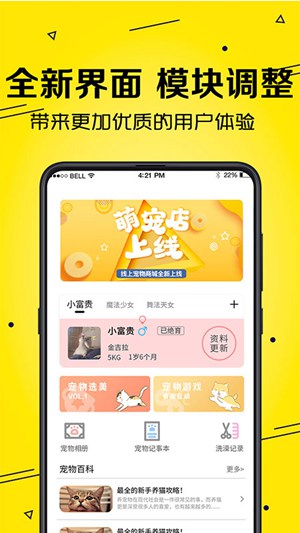 全新界面 模块调整
带来更加优质的用户体验
BELL 4:21 PM 22%
萌宠店
上线
线上宠物商城全新上线
小富贵 魔法少女 舞法天女
小富贵 已绝育
金吉拉
5KG 1岁6个月
资料
更新
宠物选美
VOL.1
宠物游戏
宠物相册 宠物记事本 洗澡记录
宠物百科 更多>
最全的新手养猫攻略!
最全的新手养猫攻略!